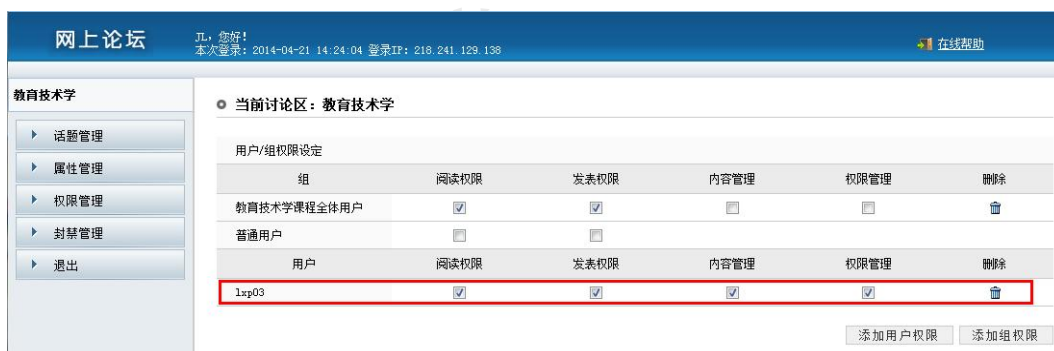 网上论坛
兀，您好！
本次登录：2014-04-21 14:24:04 登录IP：218.241.129.138
在线帮助
教育技术学
话题管理
属性管理
权限管理
封禁管理
退出
当前讨论区：教育技术学
用户/组权限设定
组 阅读权限 发表权限 内容管理 权限管理 删除
教育技术学课程全体用户
普通用户
用户 阅读权限 发表权限 内容管理 权限管理 删除
lxp03
添加用户权限 添加组权限